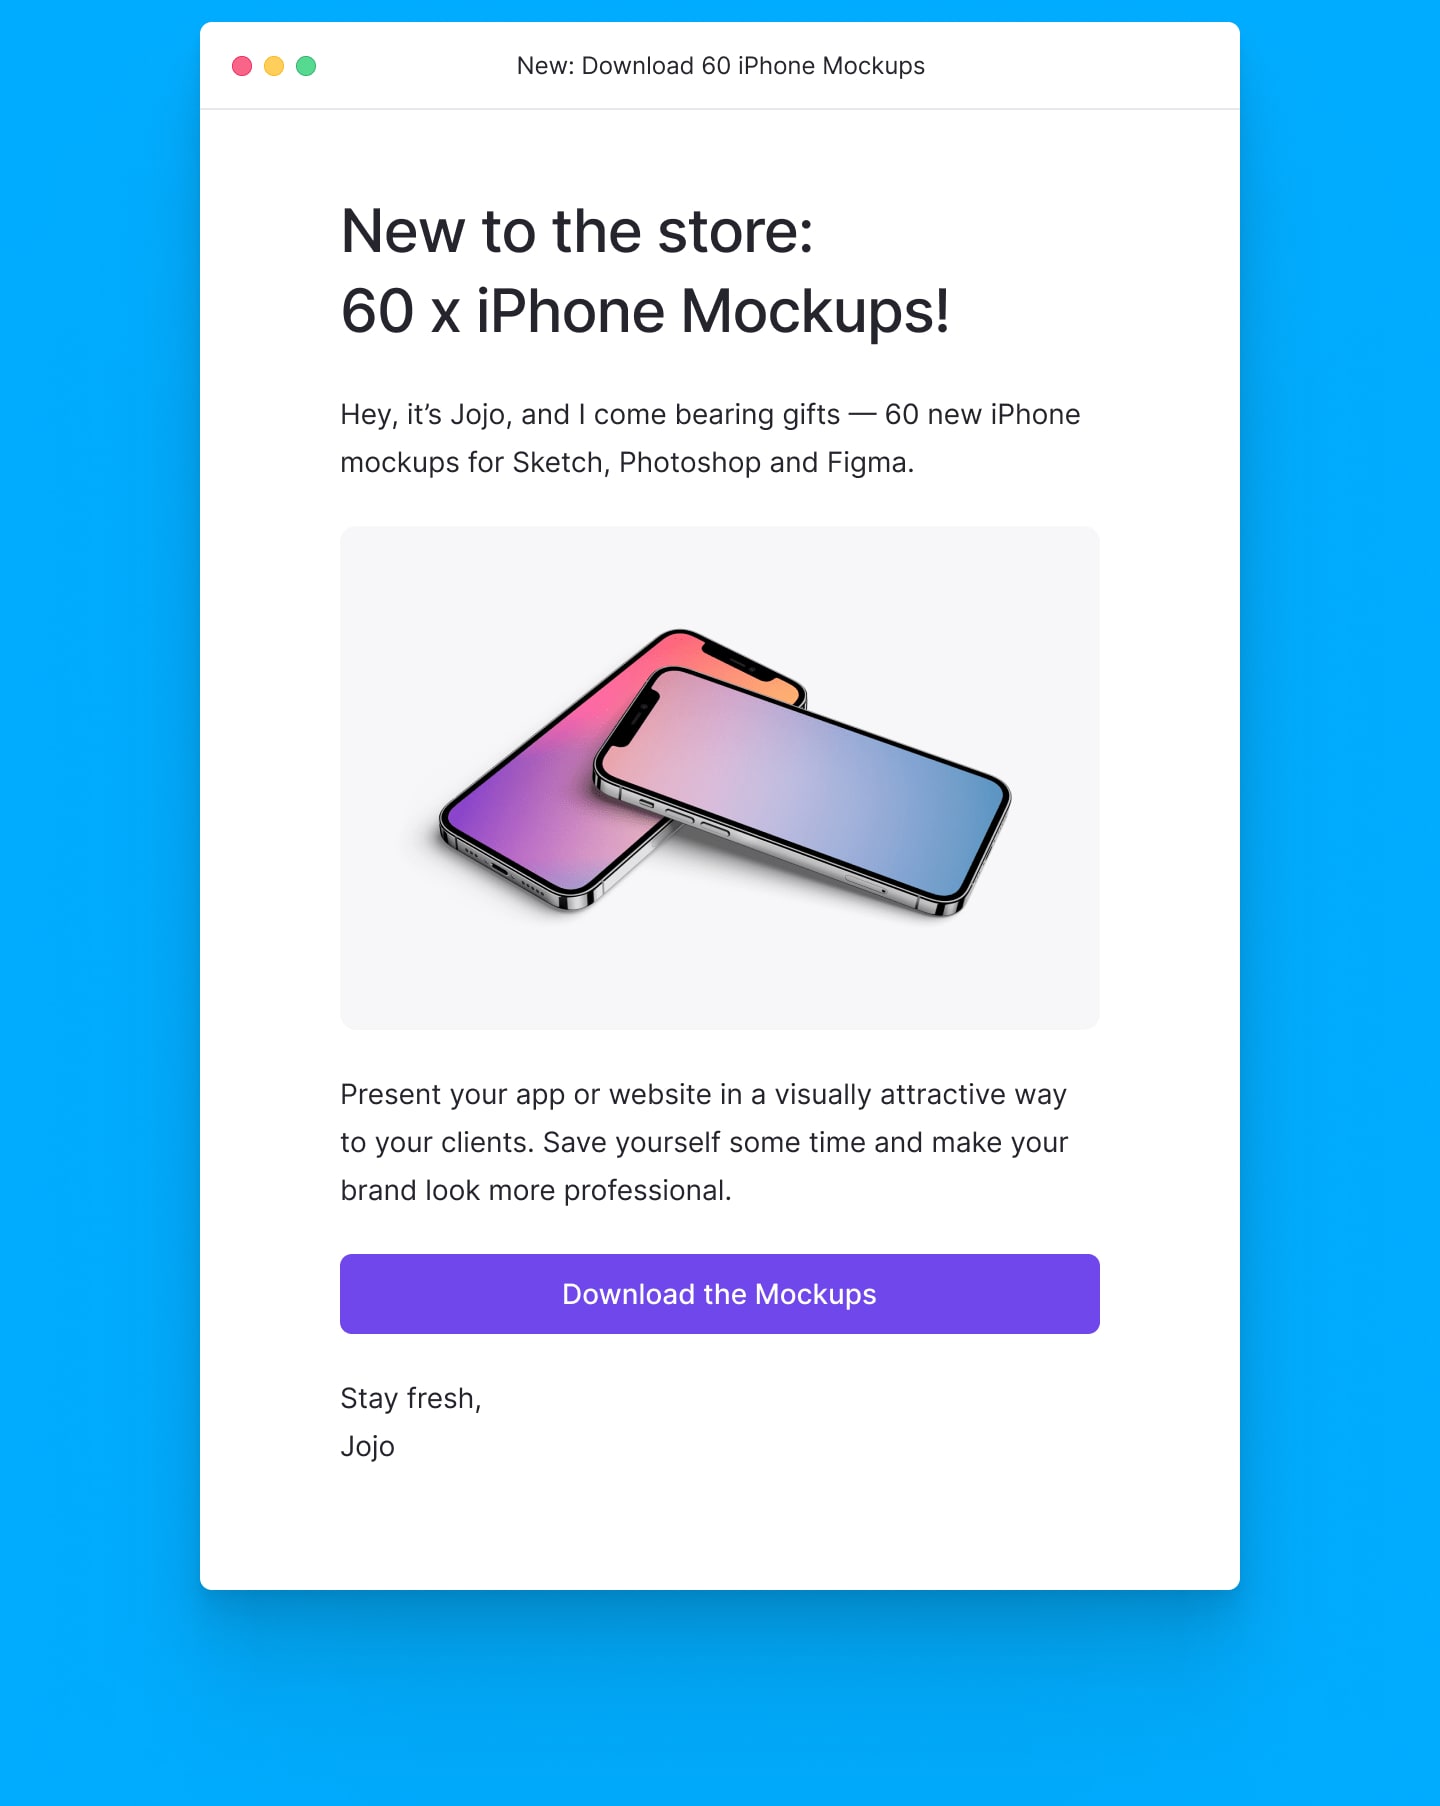 New: Download 60 iPhone Mockups
New to the store:
60 x iPhone Mockups!
Hey, it’s Jojo, and I come bearing gifts — 60 new iPhone
mockups for Sketch, Photoshop and Figma.
Present your app or website in a visually attractive way
to your clients. Save yourself some time and make your
brand look more professional.
Download the Mockups
Stay fresh,
Jojo